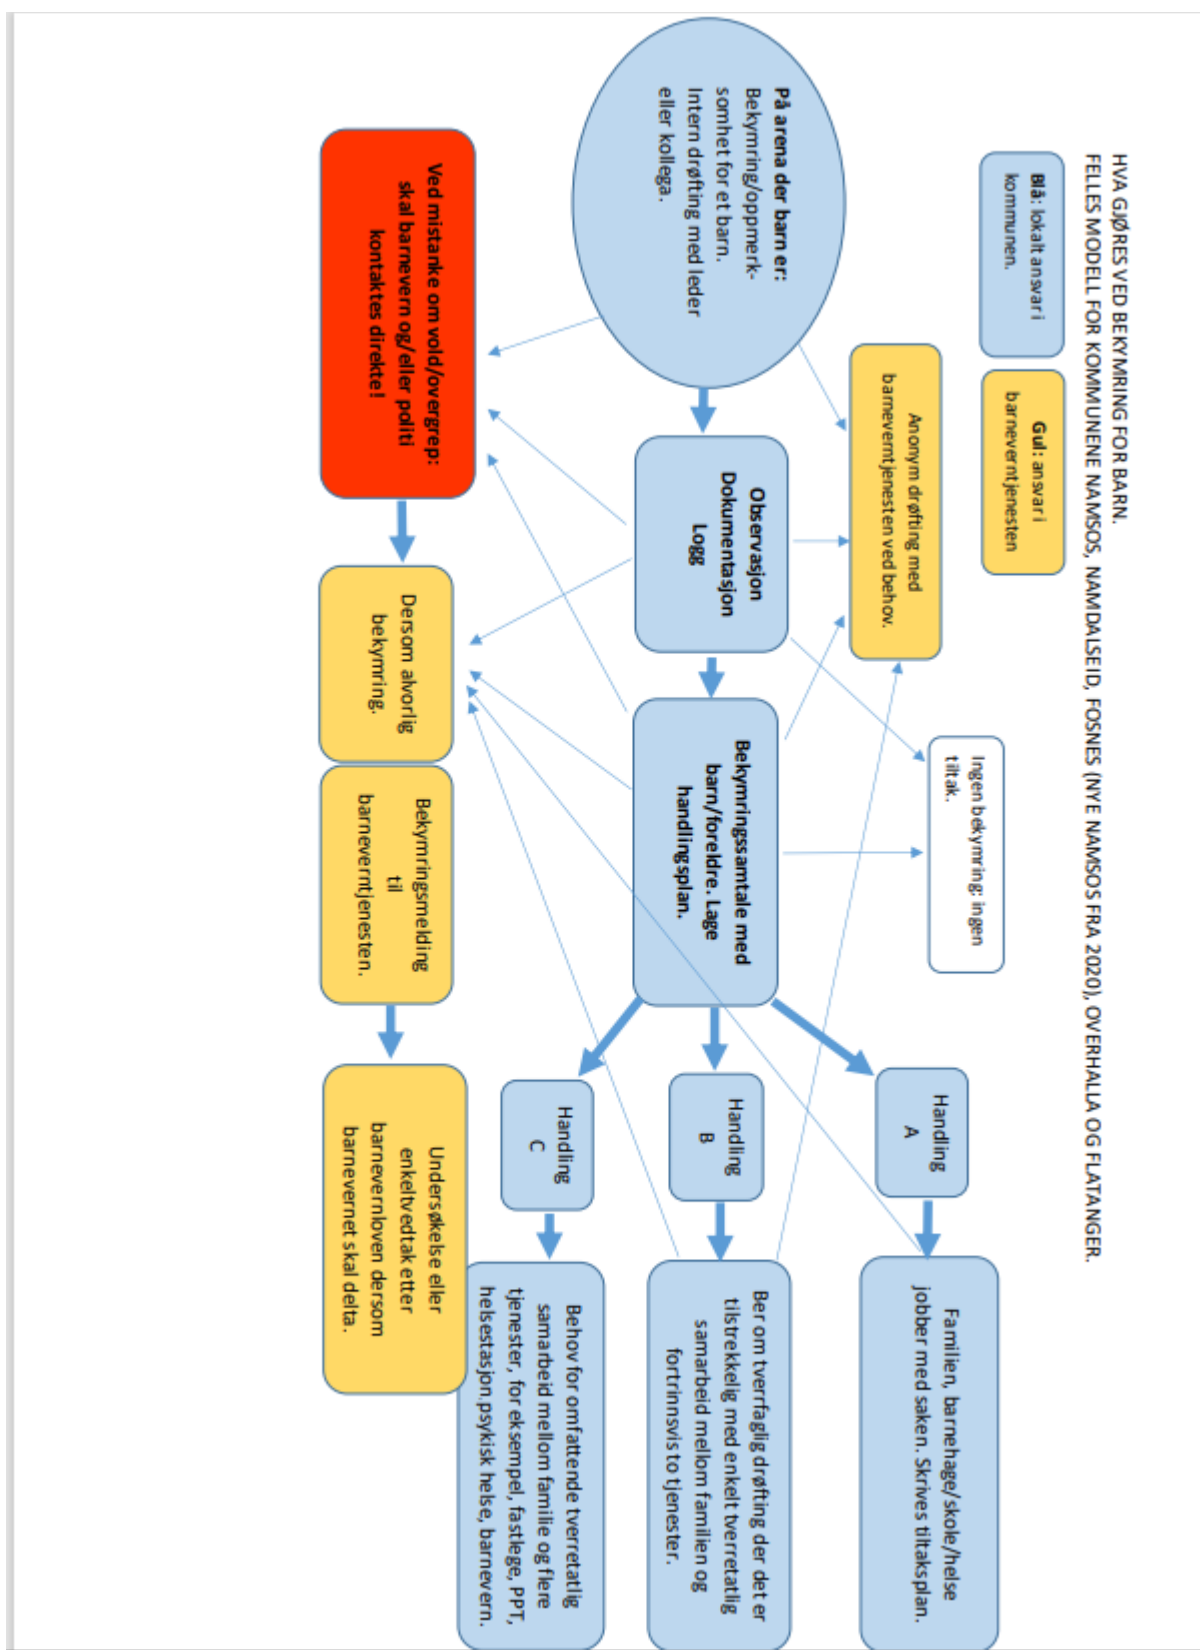 HVA GJØRES VED BEKYMRING FOR BARN.
FELLES MODELL FOR KOMMUNENE NAMSOS, NAMDALSEID, FOSNES (NYE NAMSOS FRA 2020), OVERHALLA OG FLATANGER.
Blå: lokalt ansvar i
kommunen.
Gul: ansvar i
barneverntjenesten
Anonym drøfting med
barneverntjenesten ved behov.
Ingen bekymring: ingen
tiltak.
På arena der barn er:
Bekymring/oppmerk-
somhet for et barn.
Intern drøfting med leder
eller kollega.
Observasjon
Dokumentasjon
Logg
Bekymringssamtale med
barn/foreldre. Lage
handlingsplan.
Handling
A
Familien, barnehage/skole/helse
jobber med saken. Skrives tiltaksplan.
Handling
B
Ber om tverrfaglig drøfting der det er
tilstrekkelig med enkelt tverretatlig
samarbeid mellom familien og
fortrinnsvis to tjenester.
Handling
C
Behov for omfattende tverretatlig
samarbeid mellom familie og flere
tjenester, for eksempel, fastlege, PPT,
helsestasjon,psykisk helse, barnevern.
Ved mistanke om vold/overgrep:
skal barnevern og/eller politi
kontaktes direkte!
Dersom alvorlig
bekymring.
Bekymringsmelding
til
barneverntjenesten.
Undersøkelse eller
enkeltvedtak etter
barnevernloven dersom
barnevernet skal delta.